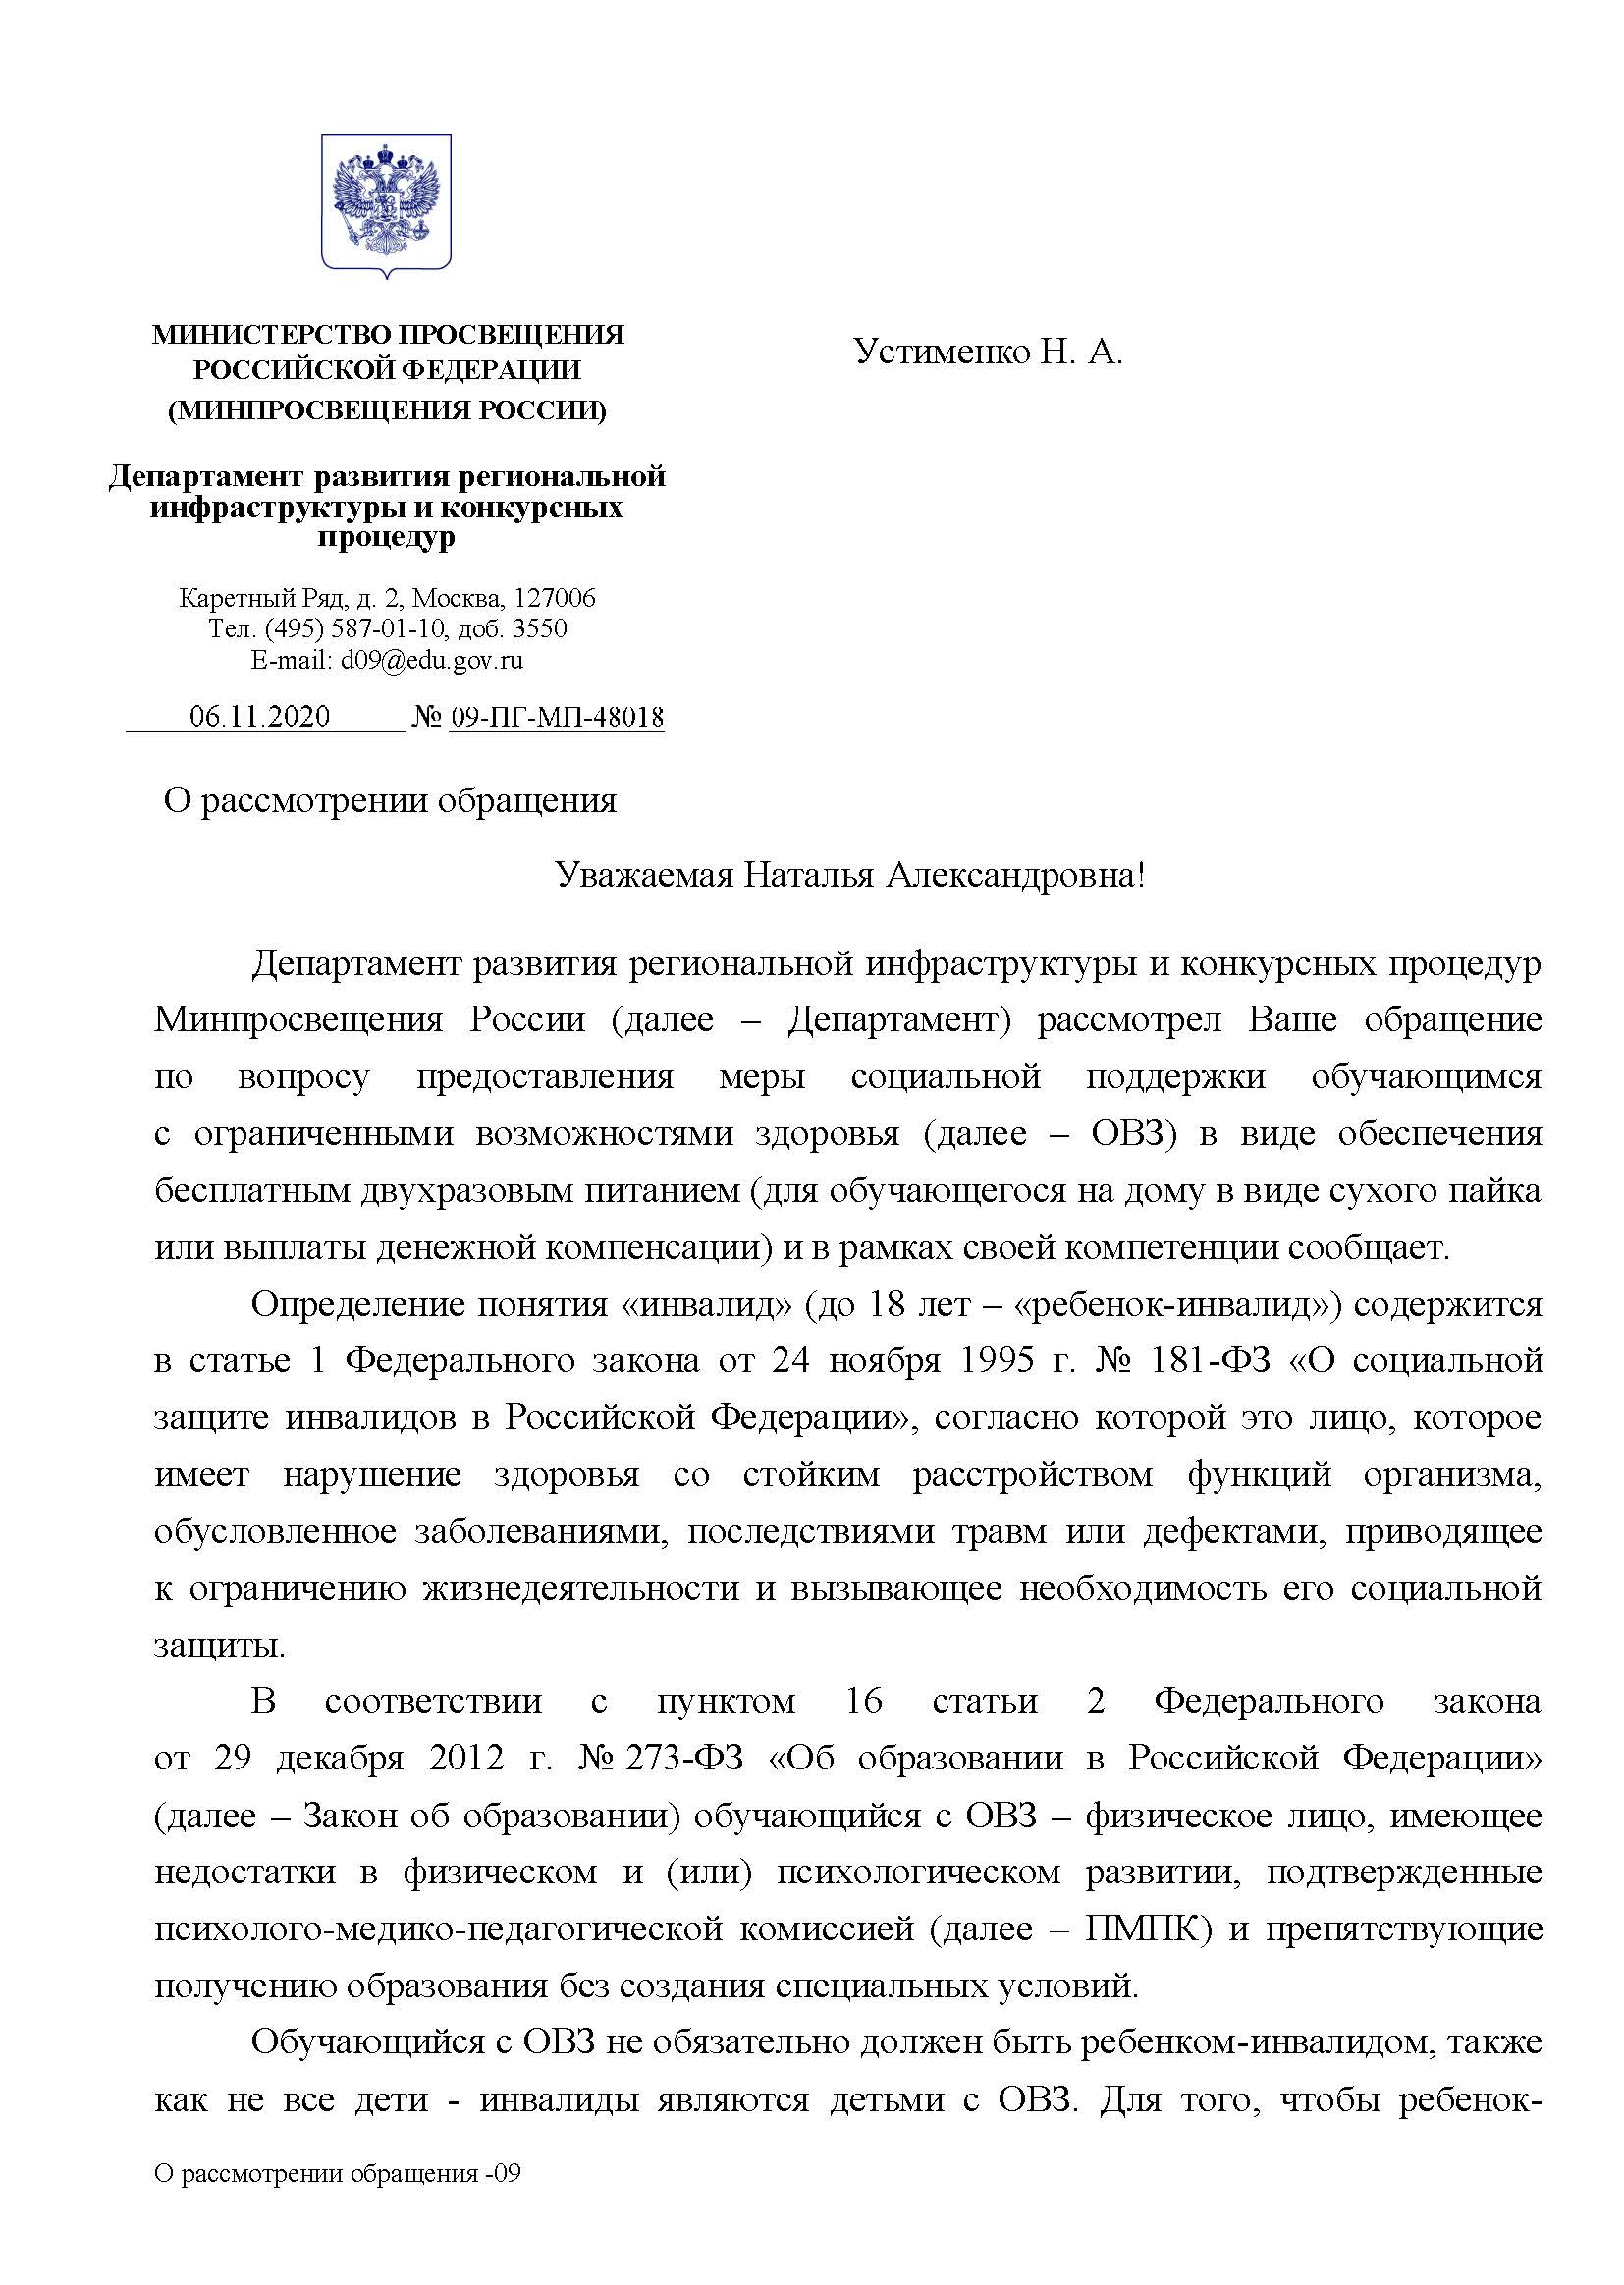 МИНИСТЕРСТВО ПРОСВЕЩЕНИЯ
РОССИЙСКОЙ ФЕДЕРАЦИИ
(МИНПРОСВЕЩЕНИЯ РОССИИ)
Департамент развития региональной
инфраструктуры и конкурсных
процедур
Каретный Ряд, д. 2, Москва, 127006
Тел. (495) 587-01-10, доб. 3550
E-mail: d09@edu.gov.ru
06.11.2020 № 09-ПГ-МП-48018
Устименко Н. А.
О рассмотрении обращения
Уважаемая Наталья Александровна!
Департамент развития региональной инфраструктуры и конкурсных процедур
Минпросвещения России (далее – Департамент) рассмотрел Ваше обращение
по вопросу предоставления меры социальной поддержки обучающимся
с ограниченными возможностями здоровья (далее – ОВЗ) в виде обеспечения
бесплатным двухразовым питанием (для обучающегося на дому в виде сухого пайка
или выплаты денежной компенсации) и в рамках своей компетенции сообщает.
Определение понятия «инвалид» (до 18 лет – «ребенок-инвалид») содержится
в статье 1 Федерального закона от 24 ноября 1995 г. № 181-ФЗ «О социальной
защите инвалидов в Российской Федерации», согласно которой это лицо, которое
имеет нарушение здоровья со стойким расстройством функций организма,
обусловленное заболеваниями, последствиями травм или дефектами, приводящее
к ограничению жизнедеятельности и вызывающее необходимость его социальной
защиты.
В соответствии с пунктом 16 статьи 2 Федерального закона
от 29 декабря 2012 г. № 273-ФЗ «Об образовании в Российской Федерации»
(далее – Закон об образовании) обучающийся с ОВЗ – физическое лицо, имеющее
недостатки в физическом и (или) психологическом развитии, подтвержденные
психолого-медико-педагогической комиссией (далее – ПМПК) и препятствующие
получению образования без создания специальных условий.
Обучающийся с ОВЗ не обязательно должен быть ребенком-инвалидом, также
как не все дети - инвалиды являются детьми с ОВЗ. Для того, чтобы ребенок-
О рассмотрении обращения -09